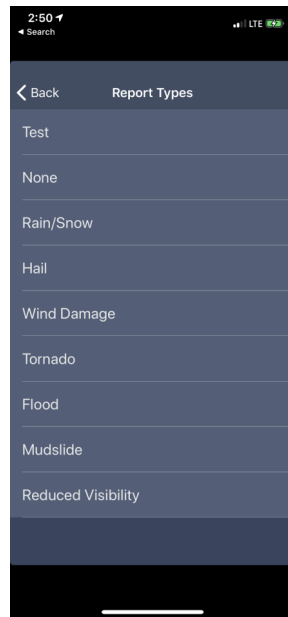 2:50
Search
LTE
Back
Report Types
Test
None
Rain/Snow
Hail
Wind Damage
Tornado
Flood
Mudslide
Reduced Visibility